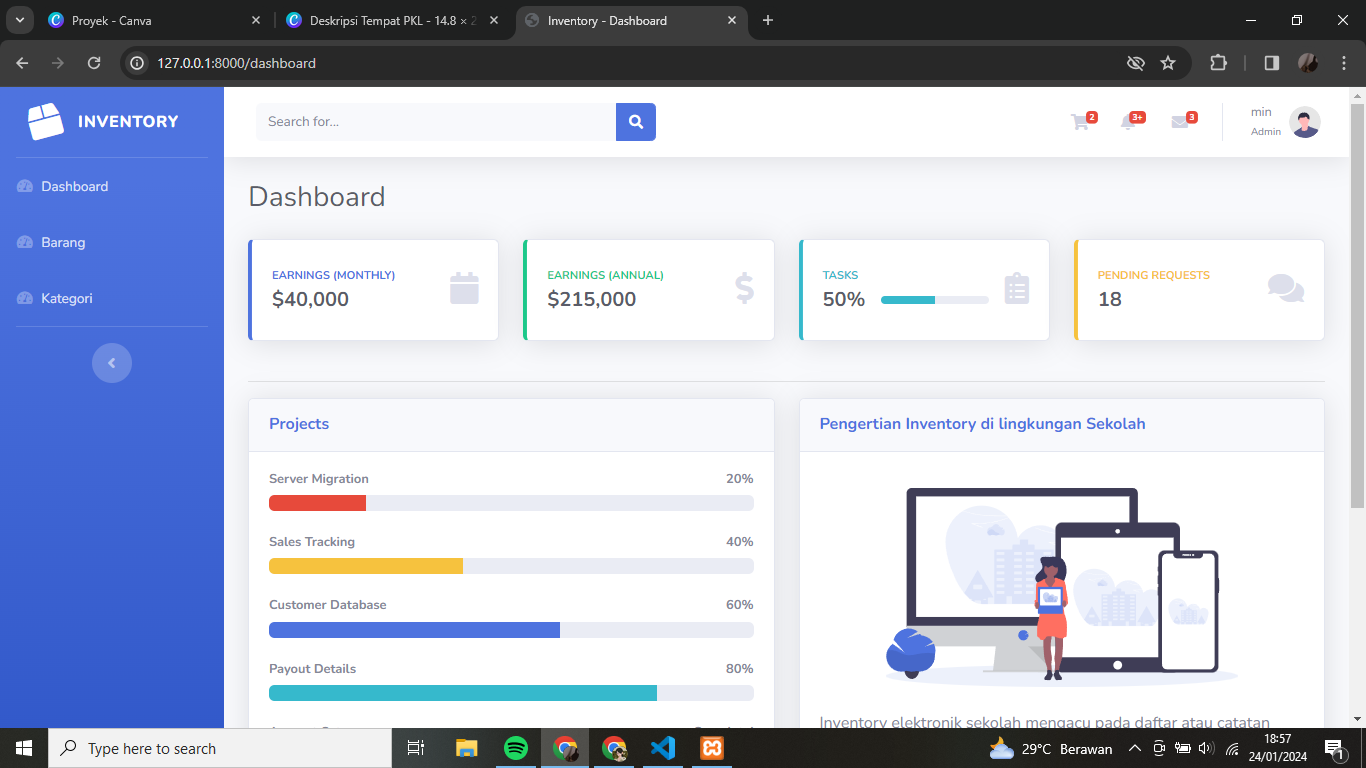 Proyek - Canva
Deskripsi Tempat PKL - 14.8 × 2
Inventory - Dashboard
127.0.0.1:8000/dashboard
INVENTORY
Search for...
2
3+
3
min
Admin
Dashboard
Barang
Kategori
Dashboard
EARNINGS (MONTHLY)
$40,000
EARNINGS (ANNUAL)
$215,000
TASKS
50%
PENDING REQUESTS
18
Projects
Server Migration 20%
Sales Tracking 40%
Customer Database 60%
Payout Details 80%
Pengertian Inventory di lingkungan Sekolah
Inventory elektronik sekolah mengacu pada daftar atau catatan
Type here to search
29°C Berawan
18:57
24/01/2024
1